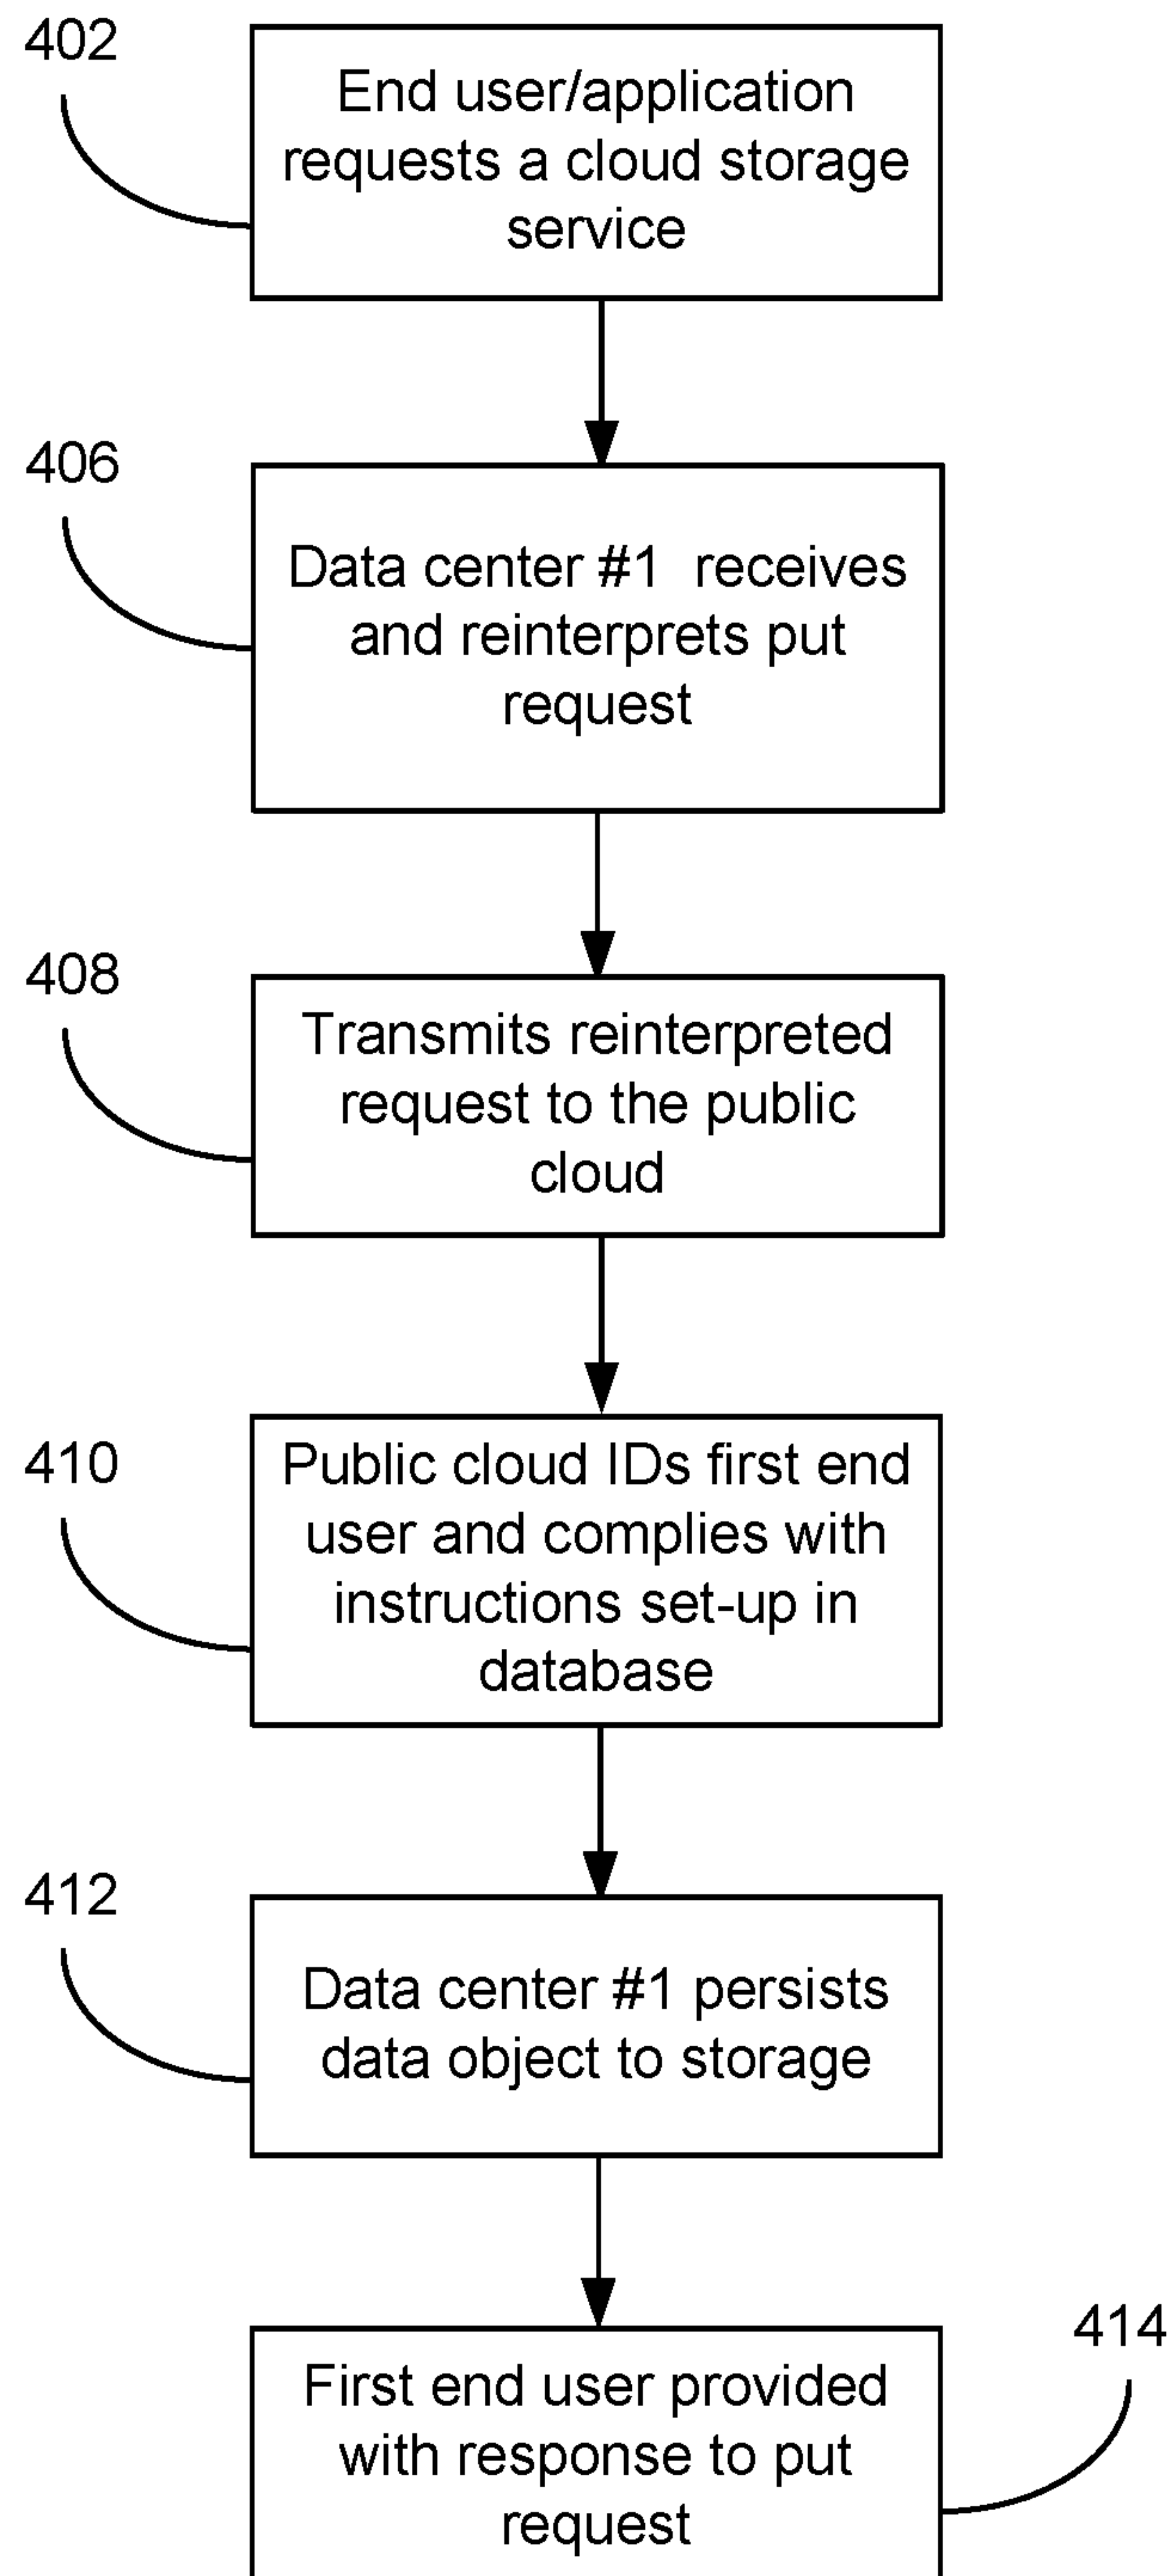 402
End user/application
requests a cloud storage
service
406
Data center #1  receives
and reinterprets put
request
408
Transmits reinterpreted
request to the public
cloud
410
Public cloud IDs first end
user and complies with
instructions set-up in
database
412
Data center #1 persists
data object to storage
414
First end user provided
with response to put
request